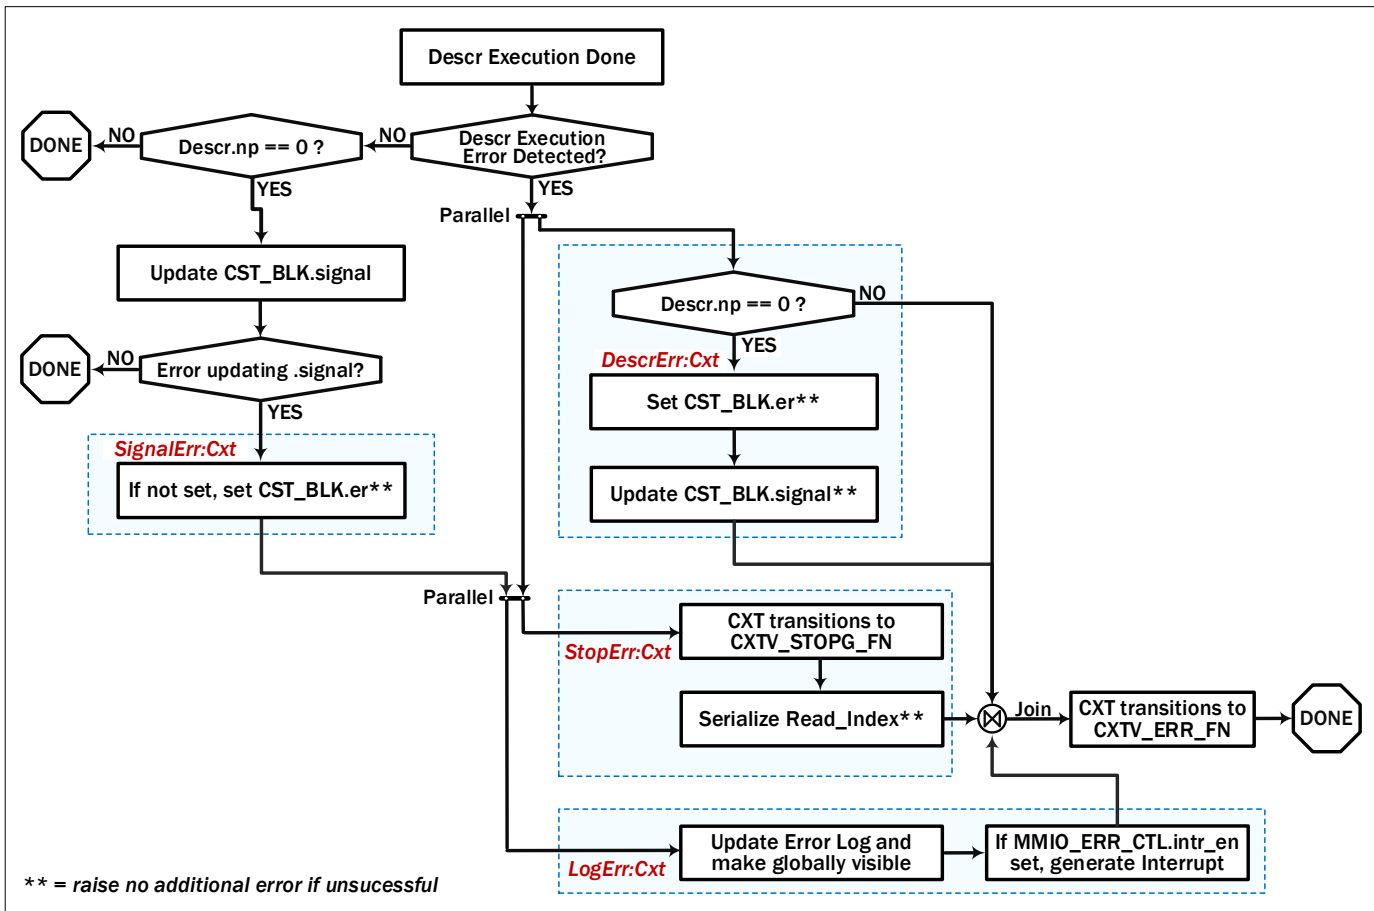 Descr Execution Done
DONE
NO
Descr.np == 0 ?
NO
Descr Execution
Error Detected?
YES
YES
Parallel
Update CST_BLK.signal
Descr.np == 0 ?
NO
YES
DONE
NO
Error updating .signal?
DescrErr:Cxt
Set CST_BLK.er**
YES
SignalErr:Cxt
If not set, set CST_BLK.er**
Update CST_BLK.signal**
Parallel
CXT transitions to
CXTV_STOPG_FN
StopErr:Cxt
Serialize Read_Index**
Join
CXT transitions to
CXTV_ERR_FN
DONE
Update Error Log and
make globally visible
If MMIO_ERR_CTL.intr_en
set, generate Interrupt
LogErr:Cxt
** = raise no additional error if unsucessful